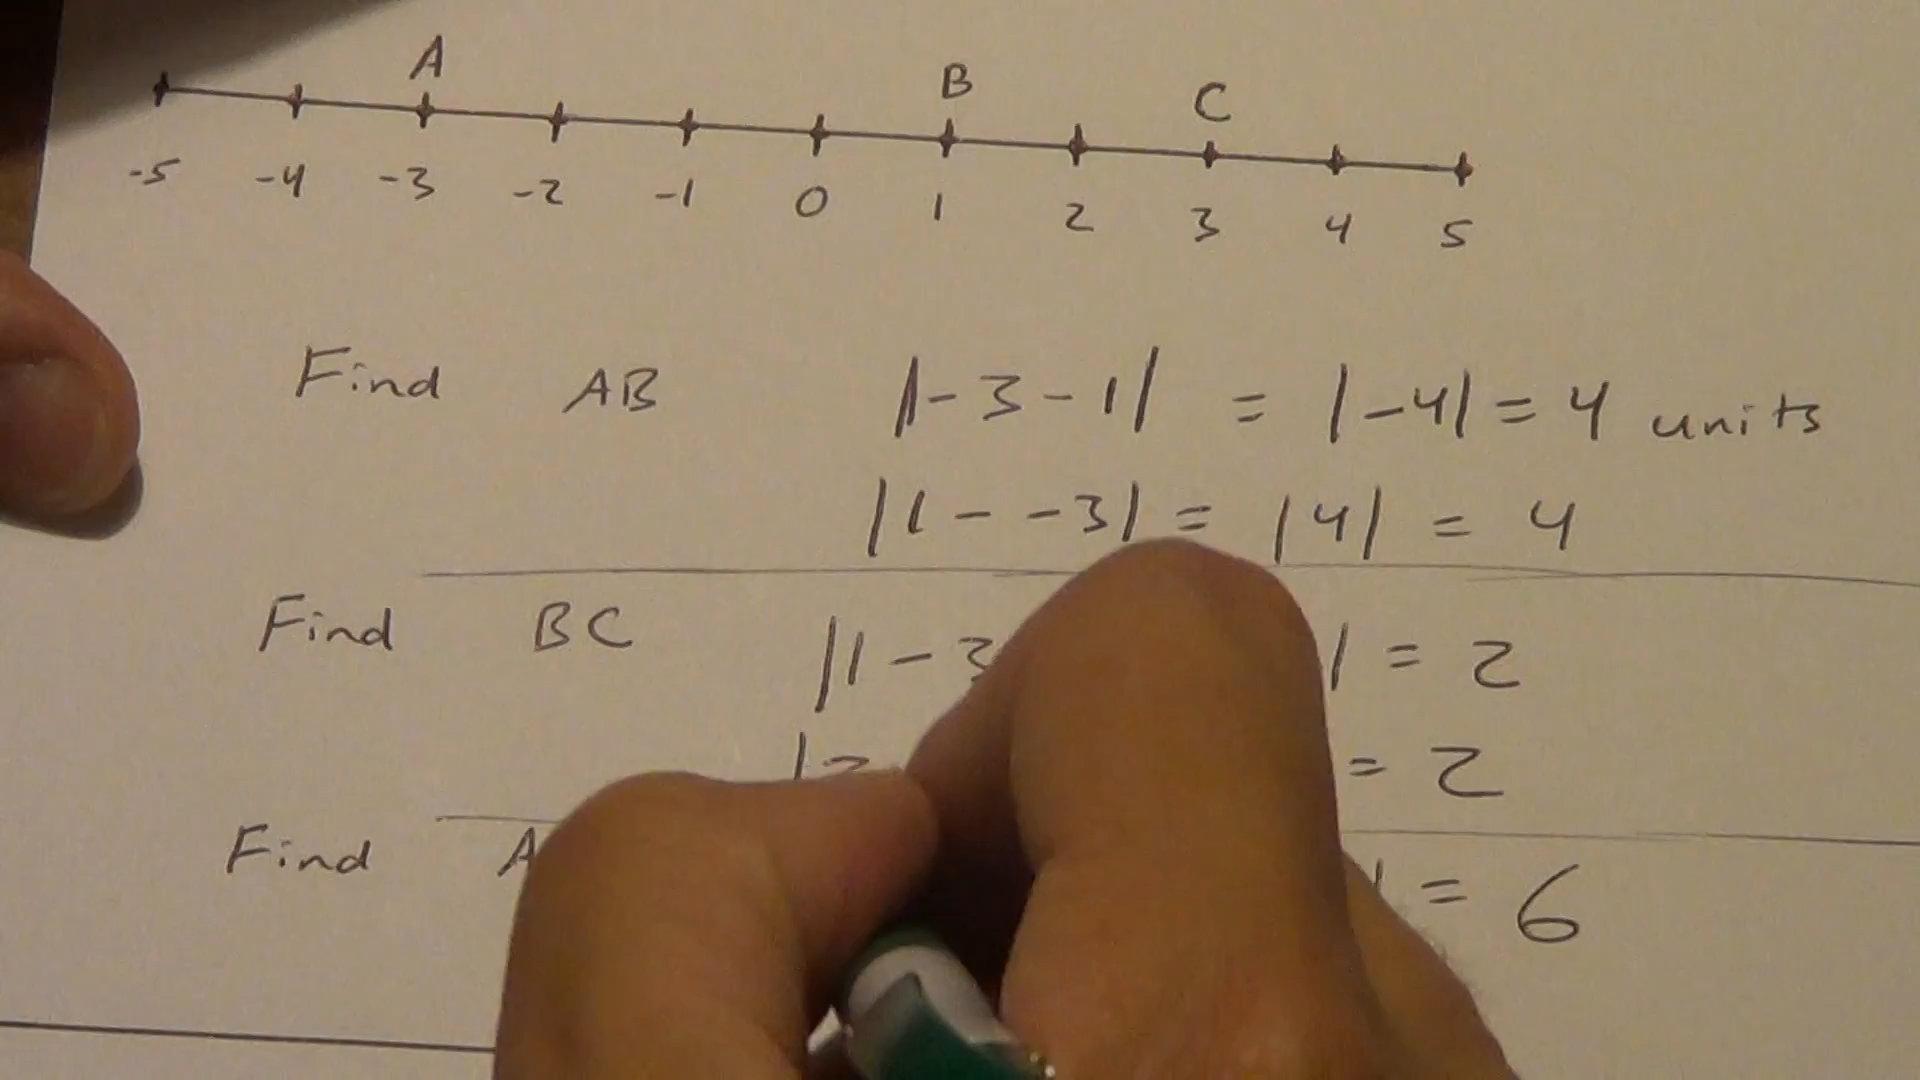 A B C
-5 -4 -3 -2 -1 0 1 2 3 4 5
Find AB |-3-1| = |-4| = 4 units
|1 - -3| = |4| = 4
Find BC |1-3 | = 2
= 2
Find A | = 6